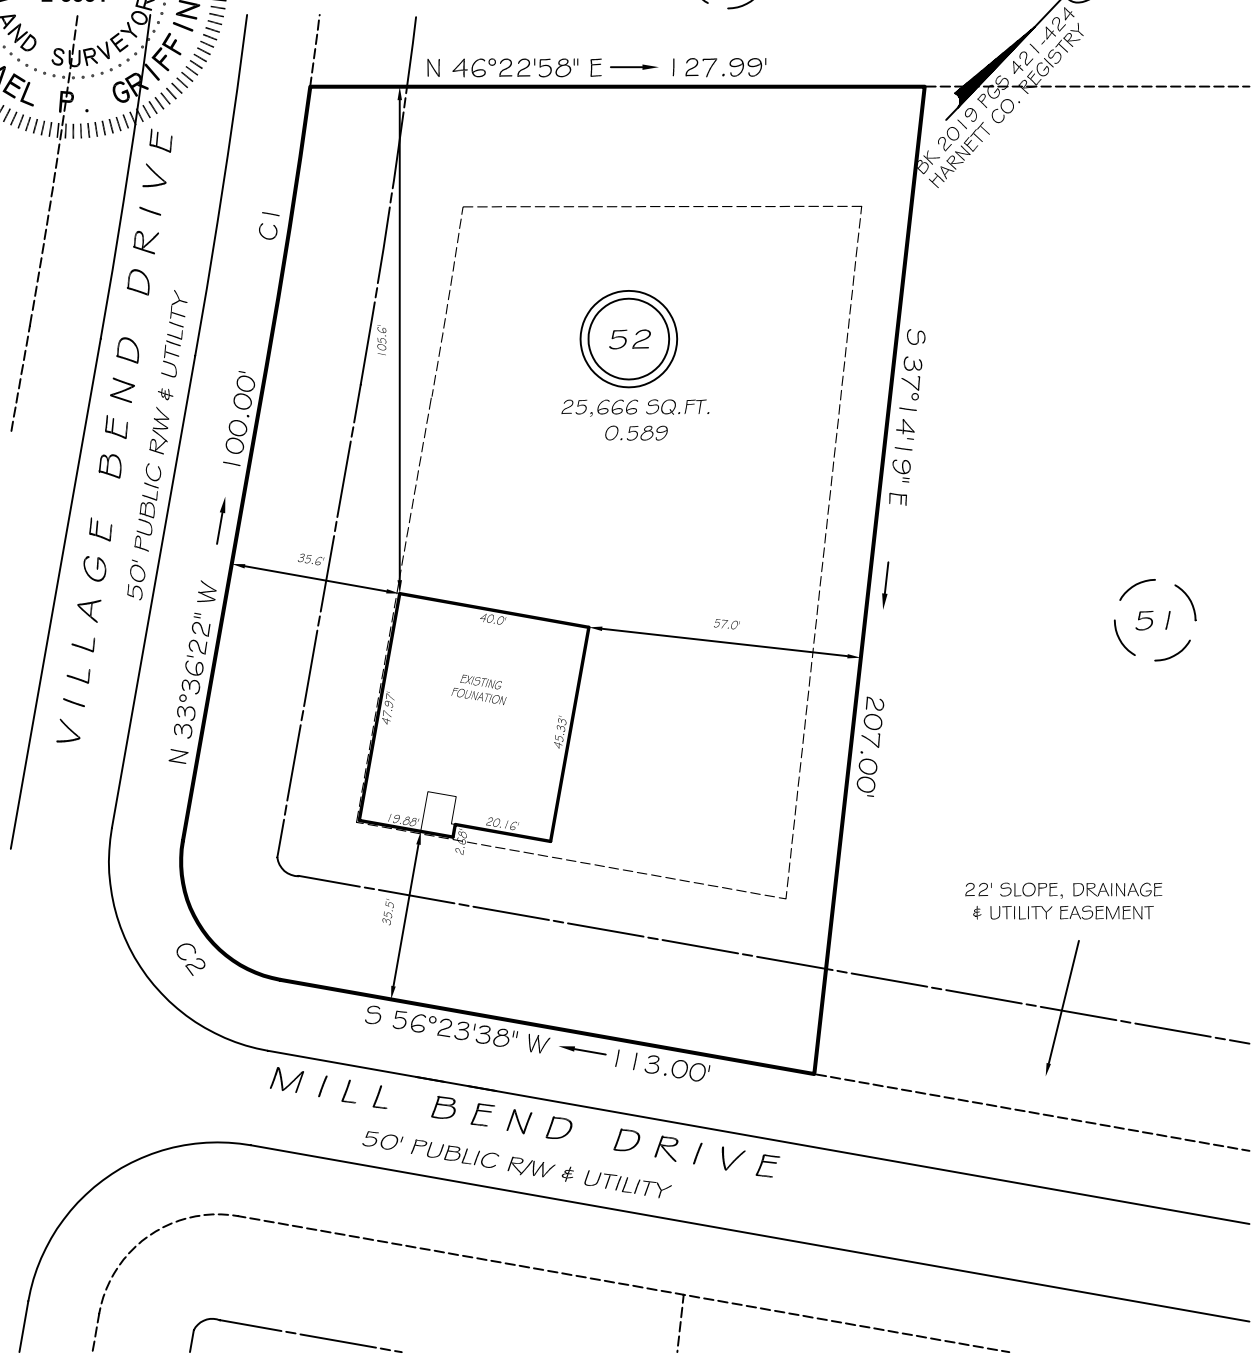 AND SURVEYOR
P. GRIFFIN
N 46°22'58" E 127.99'
BK 2019 PGS 421-424
HARNETT CO. REGISTRY
C1
105.6'
52
25,666 SQ.FT.
0.589
S 37°14'19" E
207.00'
VILLAGE BEND DRIVE
50' PUBLIC R/W & UTILITY
N 33°36'22" W 100.00'
35.6'
40.0'
57.0'
51
EXISTING
FOUNATION
47.97'
45.33'
19.88'
20.16'
35.5'
22' SLOPE, DRAINAGE
& UTILITY EASEMENT
C2
S 56°23'38" W 113.00'
MILL BEND DRIVE
50' PUBLIC R/W & UTILITY